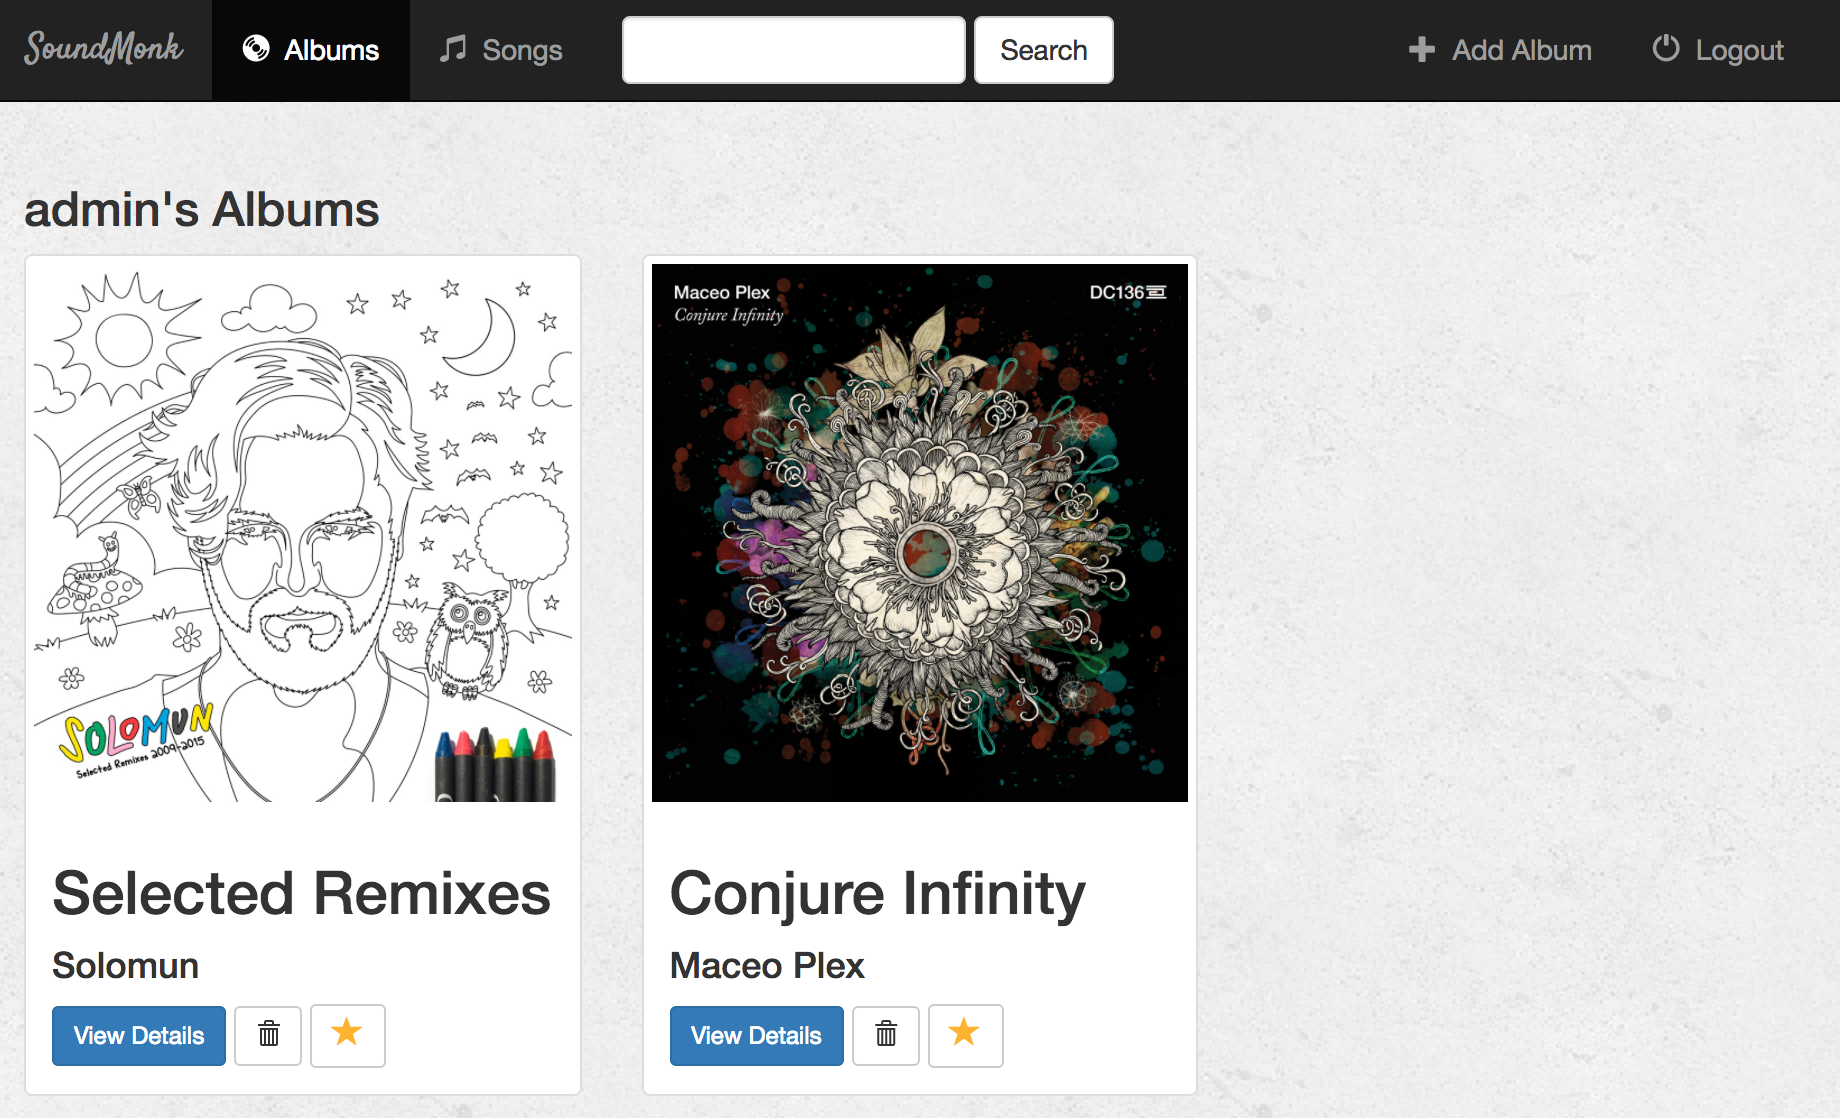 SoundMonk
Albums
Songs
Search
Add Album
Logout
admin's Albums
SOLOMUN
Selected Remixes 2009-2015
Maceo Plex
Conjure Infinity
DC136
Selected Remixes
Solomun
View Details
Conjure Infinity
Maceo Plex
View Details